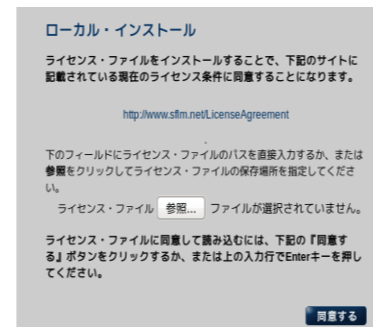 ローカル・インストール
ライセンス・ファイルをインストールすることで、下記のサイトに
記載されている現在のライセンス条件に同意することになります。
http://www.sflm.net/LicenseAgreement
.
下のフィールドにライセンス・ファイルのパスを直接入力するか、または
参照をクリックしてライセンス・ファイルの保存場所を指定してくださ
い。
ライセンス・ファイル 参照... ファイルが選択されていません。
ライセンス・ファイルに同意して読み込むには、下記の『同意す
る』ボタンをクリックするか、または上の入力行でEnterキーを押し
てください。
同意する